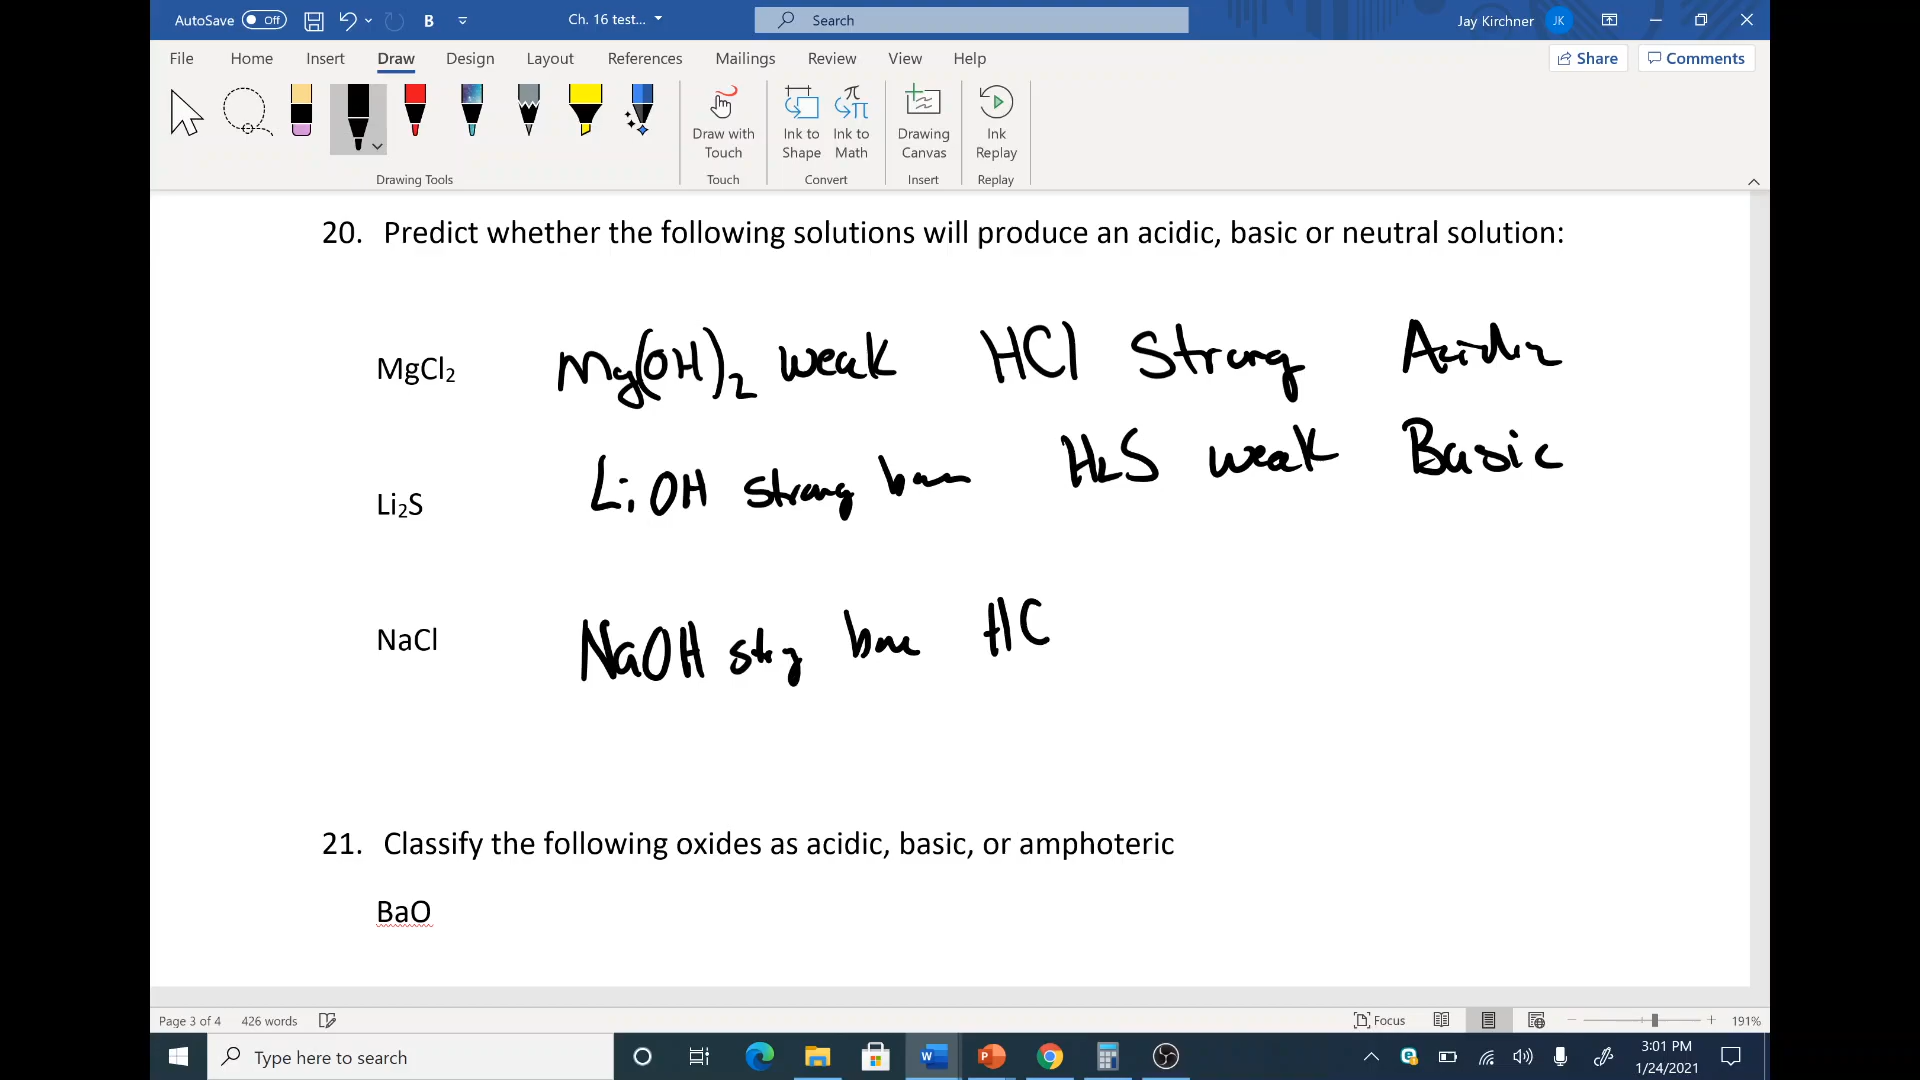 AutoSave Off B Ch. 16 test... Search Jay Kirchner JK
File Home Insert Draw Design Layout References Mailings Review View Help Share Comments
Draw with Touch Ink to Shape Ink to Math Drawing Canvas Ink Replay
Drawing Tools Touch Convert Insert Replay
20. Predict whether the following solutions will produce an acidic, basic or neutral solution:
MgCl₂ Mg(OH)₂ weak HCl Strong Acidic
Li₂S LiOH strong base H₂S weak Basic
NaCl NaOH strg base HC
21. Classify the following oxides as acidic, basic, or amphoteric
BaO
Page 3 of 4 426 words Focus 191%
Type here to search 3:01 PM
1/24/2021